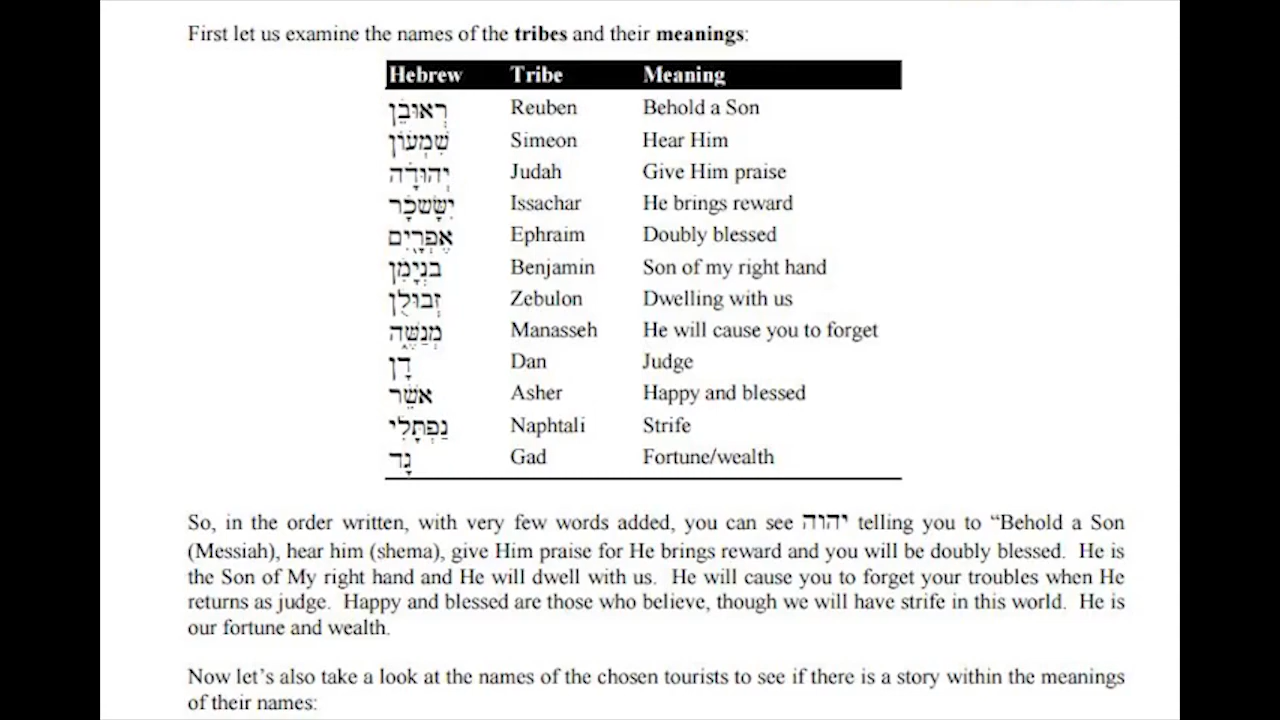 First let us examine the names of the tribes and their meanings:
Hebrew Tribe Meaning
רְאוּבֵ֔ן Reuben Behold a Son
שִׁמְע֔וֹן Simeon Hear Him
יְהוּדָ֔ה Judah Give Him praise
יִשָּׂשכָ֔ר Issachar He brings reward
אֶפְרָ֖יִם Ephraim Doubly blessed
בִנְיָמִ֔ן Benjamin Son of my right hand
זְבוּלֻ֔ן Zebulon Dwelling with us
מְנַשֶּׁ֑ה Manasseh He will cause you to forget
דָ֔ן Dan Judge
אשֵׁ֔ר Asher Happy and blessed
נַפְתָּלִ֔י Naphtali Strife
גָ֔ד Gad Fortune/wealth
So, in the order written, with very few words added, you can see יהוה telling you to “Behold a Son
(Messiah), hear him (shema), give Him praise for He brings reward and you will be doubly blessed. He is
the Son of My right hand and He will dwell with us. He will cause you to forget your troubles when He
returns as judge. Happy and blessed are those who believe, though we will have strife in this world. He is
our fortune and wealth.
Now let’s also take a look at the names of the chosen tourists to see if there is a story within the meanings
of their names: